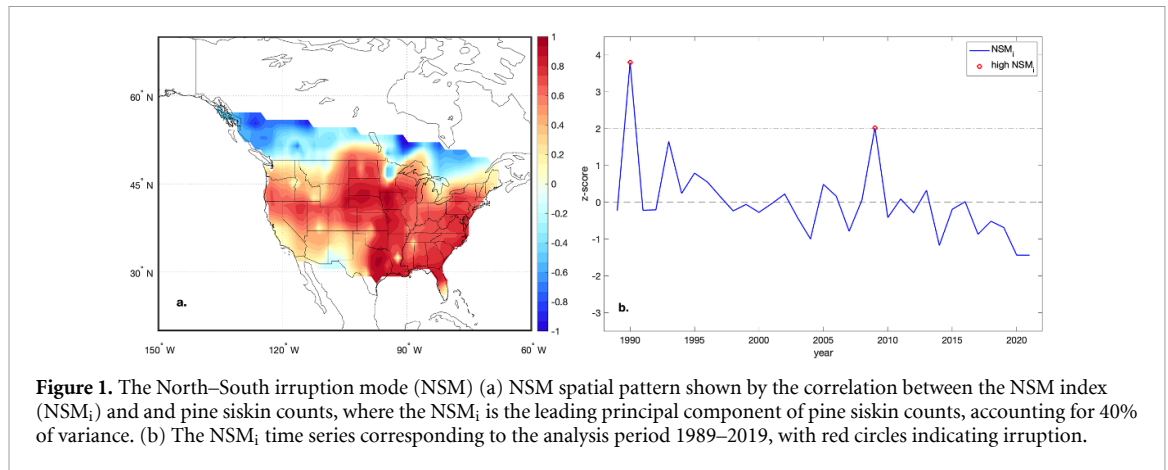 1
0.8
0.6
0.4
0.2
0
-0.2
-0.4
-0.6
-0.8
-1
60° N
45° N
30° N
150° W
120° W
90° W
60° W
a.
4
3
2
1
0
-1
-2
-3
z-score
NSMi
high NSMi
b.
1990 1995 2000 2005 2010 2015 2020
year
Figure 1. The North–South irruption mode (NSM) (a) NSM spatial pattern shown by the correlation between the NSM index
(NSMi) and and pine siskin counts, where the NSMi is the leading principal component of pine siskin counts, accounting for 40%
of variance. (b) The NSMi time series corresponding to the analysis period 1989–2019, with red circles indicating irruption.